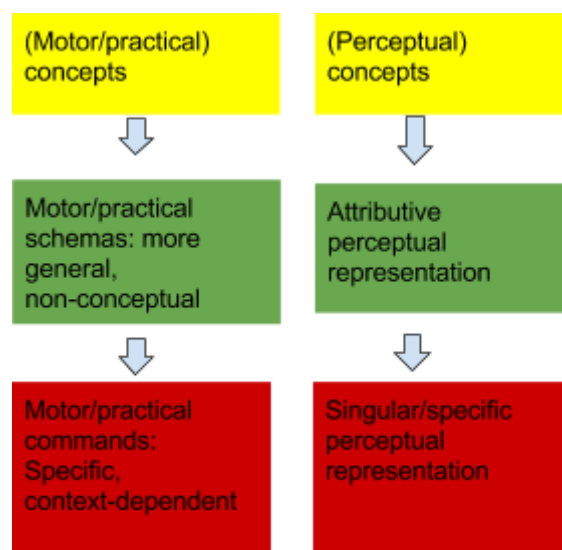 (Motor/practical)
concepts
(Perceptual)
concepts
Motor/practical
schemas: more
general,
non-conceptual
Attributive
perceptual
representation
Motor/practical
commands:
Specific,
context-dependent
Singular/specific
perceptual
representation